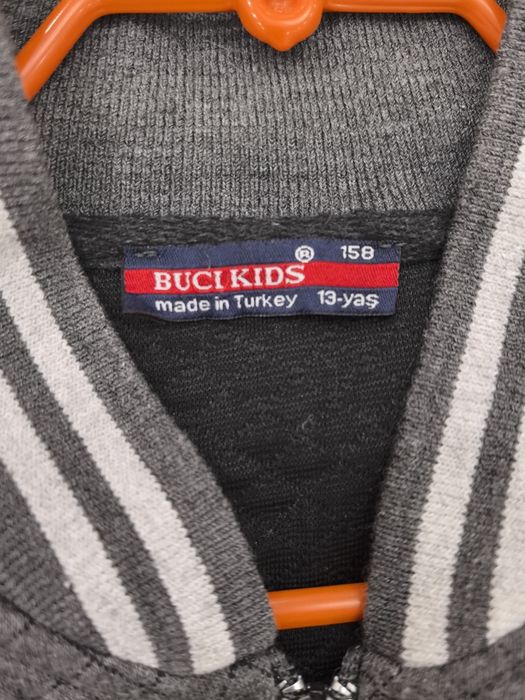 ® 158
BUCI KIDS
made in Turkey 13-yaş